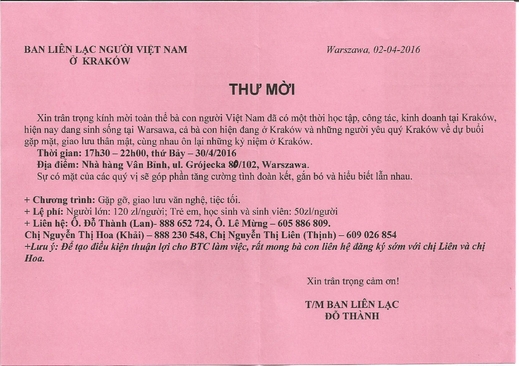 BAN LIÊN LẠC NGƯỜI VIỆT NAM
Ở KRAKÓW
Warszawa, 02-04-2016
THƯ MỜI
Xin trân trọng kính mời toàn thể bà con người Việt Nam đã có một thời học tập, công tác, kinh doanh tại Kraków,
hiện nay đang sinh sống tại Warsawa, cả bà con hiện đang ở Kraków và những người yêu quý Kraków về dự buổi
gặp mặt, giao lưu thân mật, cùng nhau ôn lại những kỷ niệm ở Kraków.
Thời gian: 17h30 – 22h00, thứ Bảy – 30/4/2016
Địa điểm: Nhà hàng Vân Bình, ul. Grójecka 80/102, Warszawa.
Sự có mặt của các quý vị sẽ góp phần tăng cường tình đoàn kết, gắn bó và hiểu biết lẫn nhau.
+ Chương trình: Gặp gỡ, giao lưu văn nghệ, tiệc tối.
+ Lệ phí: Người lớn: 120 zl/người; Trẻ em, học sinh và sinh viên: 50zl/người
+ Liên hệ: Ô. Đỗ Thành (Lan)- 888 652 724, Ô. Lê Mừng – 605 886 809.
Chị Nguyễn Thị Hoa (Khải) – 888 230 548, Chị Nguyễn Thị Liên (Thịnh) – 609 026 854
+Lưu ý: Để tạo điều kiện thuận lợi cho BTC làm việc, rất mong bà con liên hệ đăng ký sớm với chị Liên và chị
Hoa.
Xin trân trọng cảm ơn!
T/M BAN LIÊN LẠC
ĐỖ THÀNH